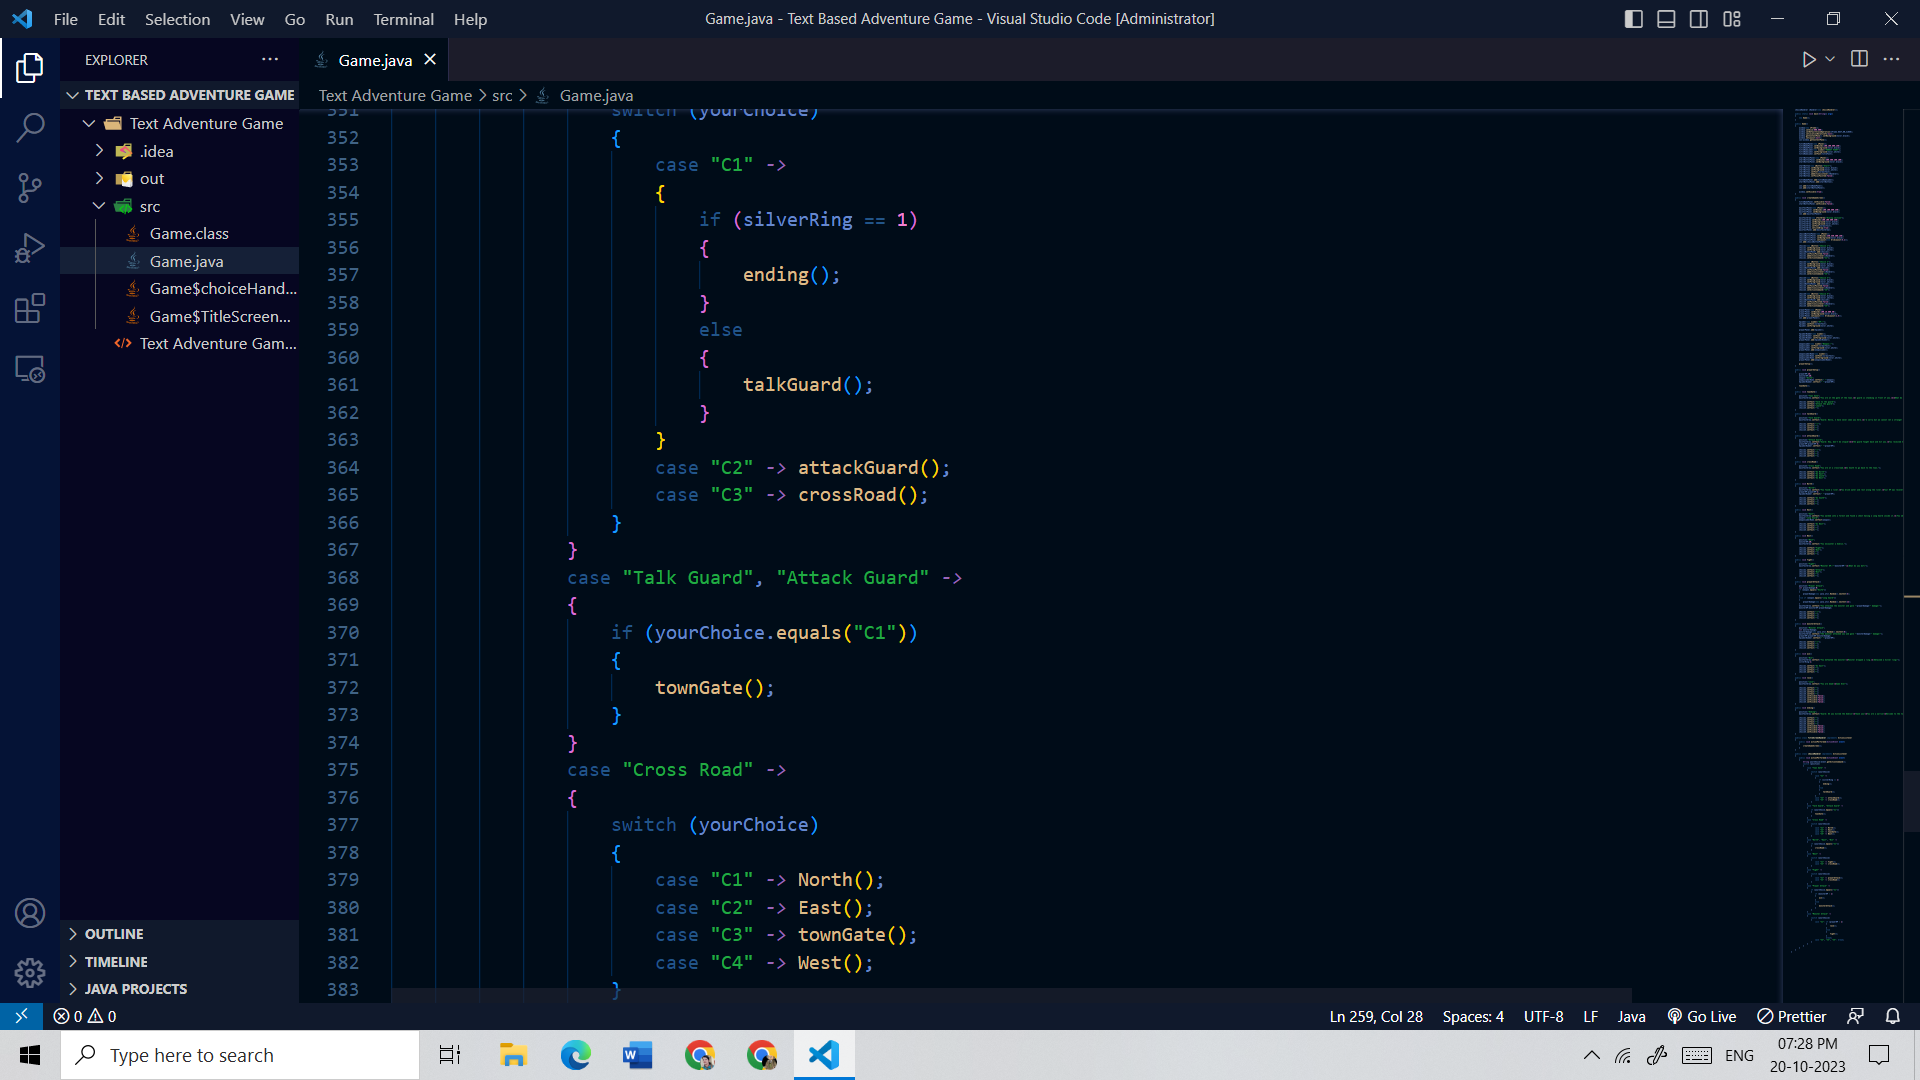 File Edit Selection View Go Run Terminal Help
Game.java - Text Based Adventure Game - Visual Studio Code [Administrator]
EXPLORER
Game.java
TEXT BASED ADVENTURE GAME
Text Adventure Game
.idea
out
src
Game.class
Game.java
Game$choiceHand...
Game$TitleScreen...
Text Adventure Gam...
OUTLINE
TIMELINE
JAVA PROJECTS
Text Adventure Game > src > Game.java
351 switch (yourChoice)
352 {
353 case "C1" ->
354 {
355 if (silverRing == 1)
356 {
357 ending();
358 }
359 else
360 {
361 talkGuard();
362 }
363 }
364 case "C2" -> attackGuard();
365 case "C3" -> crossRoad();
366 }
367 }
368 case "Talk Guard", "Attack Guard" ->
369 {
370 if (yourChoice.equals("C1"))
371 {
372 townGate();
373 }
374 }
375 case "Cross Road" ->
376 {
377 switch (yourChoice)
378 {
379 case "C1" -> North();
380 case "C2" -> East();
381 case "C3" -> townGate();
382 case "C4" -> West();
383 }
0 0
Ln 259, Col 28 Spaces: 4 UTF-8 LF Java Go Live Prettier
Type here to search
ENG
07:28 PM
20-10-2023